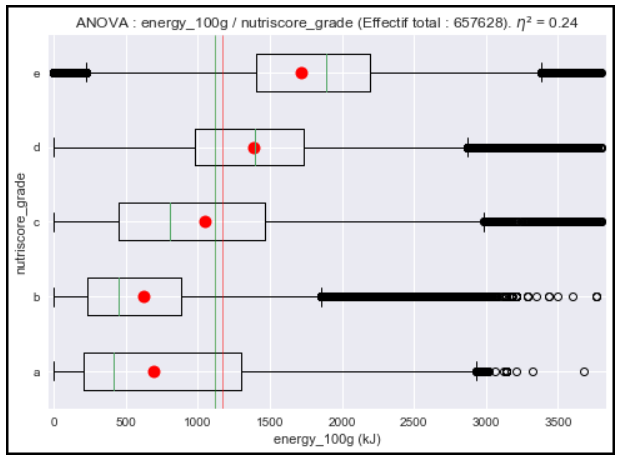 ANOVA : energy_100g / nutriscore_grade (Effectif total : 657628). η² = 0.24
e
d
c
b
a
nutriscore_grade
0 500 1000 1500 2000 2500 3000 3500
energy_100g (kJ)